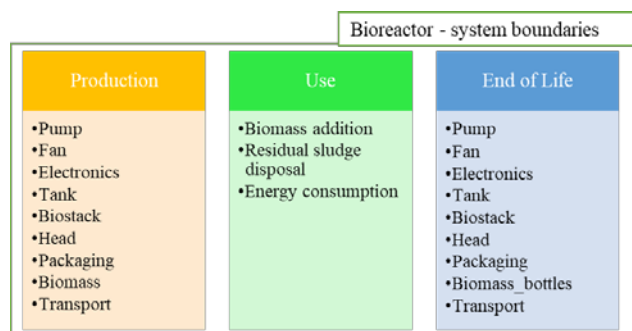 Bioreactor - system boundaries
Production
•Pump
•Fan
•Electronics
•Tank
•Biostack
•Head
•Packaging
•Biomass
•Transport
Use
•Biomass addition
•Residual sludge
disposal
•Energy consumption
End of Life
•Pump
•Fan
•Electronics
•Tank
•Biostack
•Head
•Packaging
•Biomass_bottles
•Transport